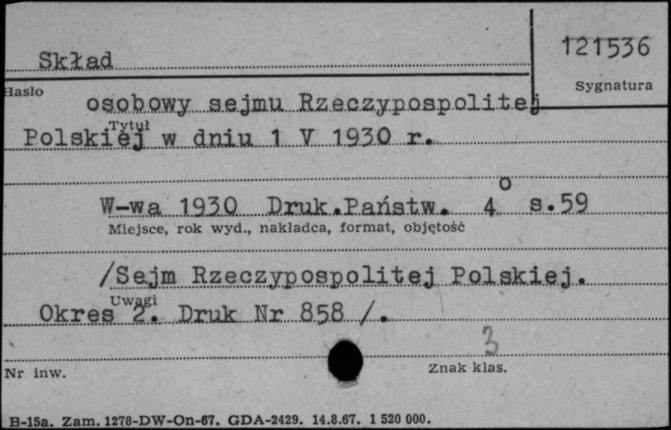 Skład
121536
Hasło
Sygnatura
osobowy sejmu Rzeczypospolitej
Tytuł
Polskiej w dniu 1 V 1930 r.
W-wa 1930 Druk.Państw. 4° s.59
Miejsce, rok wyd., nakładca, format, objętość
/Sejm Rzeczypospolitej Polskiej.
Uwagi
Okres 2. Druk Nr 858 /.
3
Nr inw.
Znak klas.
B-15a. Zam. 1278-DW-On-67. GDA-2429. 14.8.67. 1 520 000.